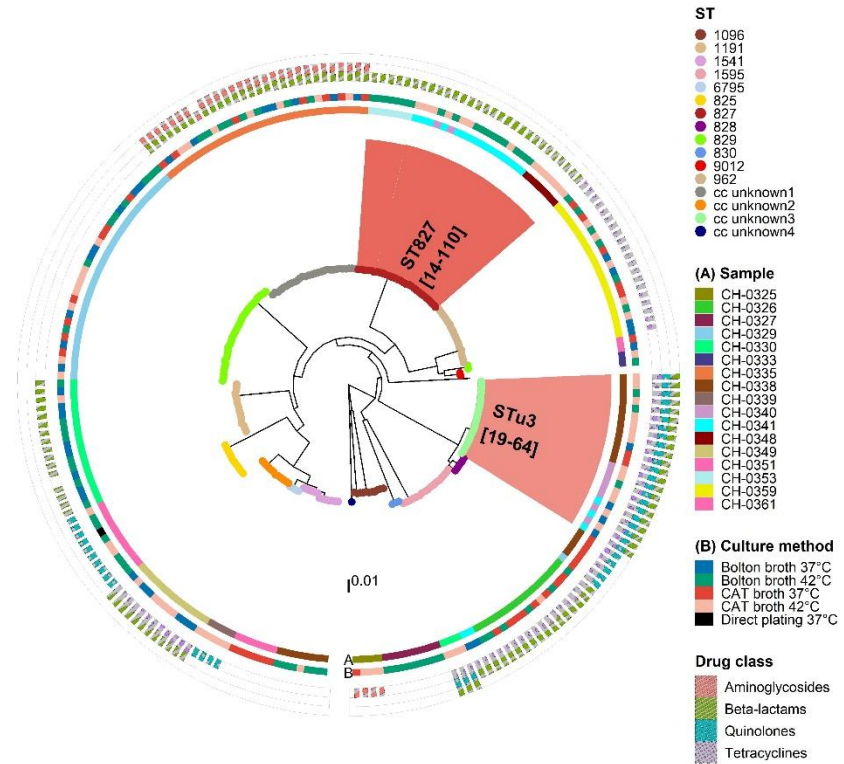 ST
1096
1191
1541
1595
6795
825
827
828
829
830
9012
962
cc unknown1
cc unknown2
cc unknown3
cc unknown4
ST827
[14-110]
STu3
[19-64]
0.01
A
B
(A) Sample
CH-0325
CH-0326
CH-0327
CH-0329
CH-0330
CH-0333
CH-0335
CH-0338
CH-0339
CH-0340
CH-0341
CH-0348
CH-0349
CH-0351
CH-0353
CH-0359
CH-0361
(B) Culture method
Bolton broth 37°C
Bolton broth 42°C
CAT broth 37°C
CAT broth 42°C
Direct plating 37°C
Drug class
Aminoglycosides
Beta-lactams
Quinolones
Tetracyclines